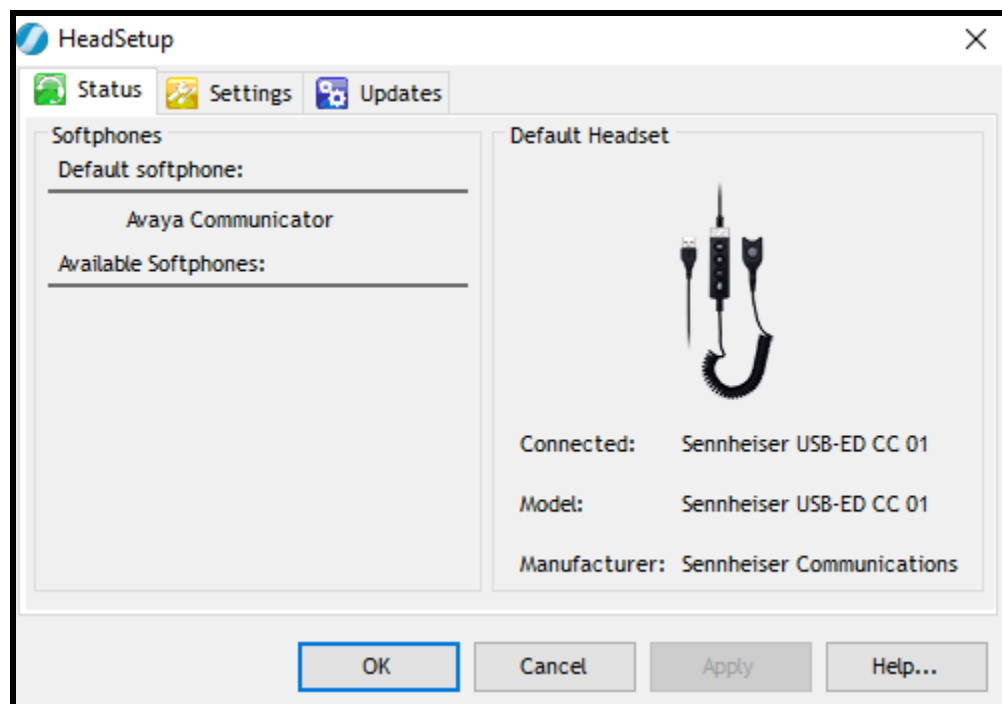 HeadSetup
Status Settings Updates
Softphones
Default softphone:
Avaya Communicator
Available Softphones:
Default Headset
Connected: Sennheiser USB-ED CC 01
Model: Sennheiser USB-ED CC 01
Manufacturer: Sennheiser Communications
OK Cancel Apply Help...